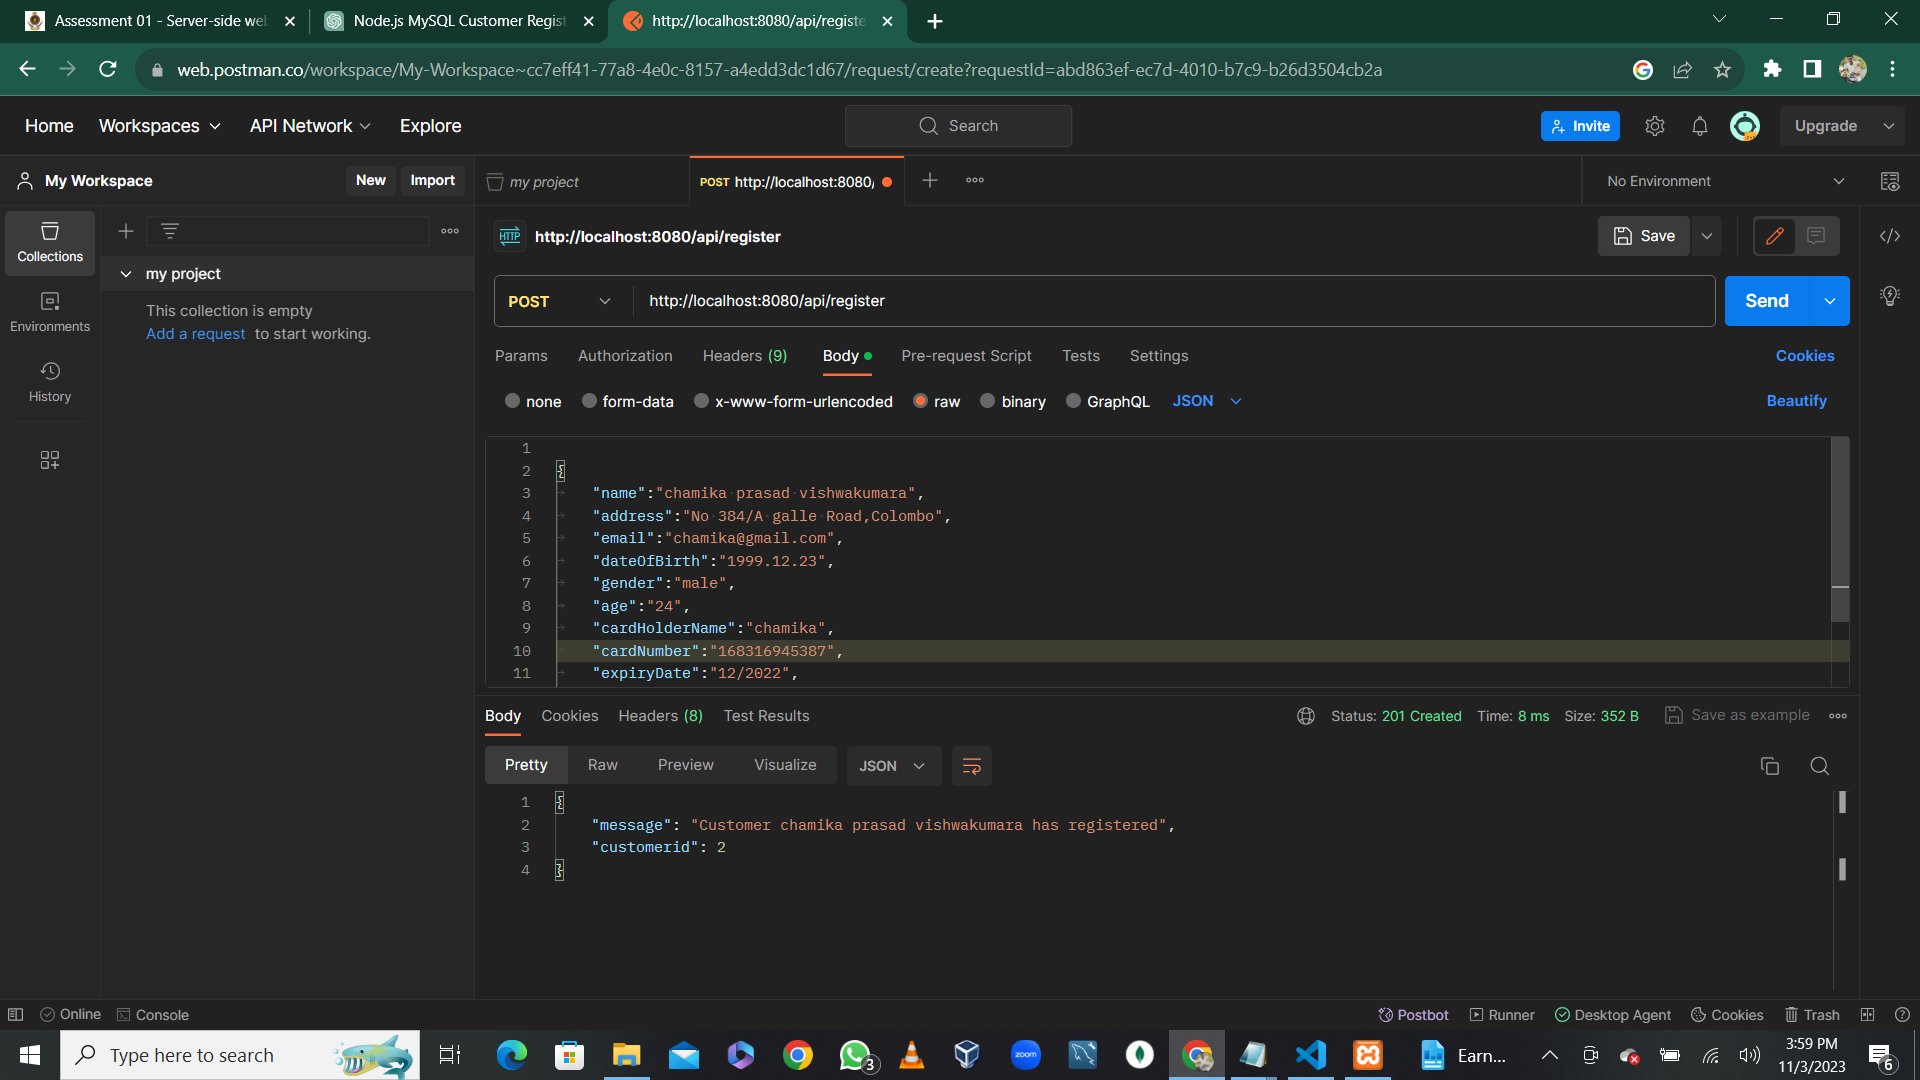 Assessment 01 - Server-side web
Node.js MySQL Customer Regist
http://localhost:8080/api/registe
web.postman.co/workspace/My-Workspace~cc7eff41-77a8-4e0c-8157-a4edd3dc1d67/request/create?requestId=abd863ef-ec7d-4010-b7c9-b26d3504cb2a
Home Workspaces API Network Explore Search Invite Upgrade
My Workspace New Import
my project POST http://localhost:8080/ No Environment
Collections
Environments
History
my project
This collection is empty
Add a request to start working.
HTTP http://localhost:8080/api/register Save
POST http://localhost:8080/api/register Send
Params Authorization Headers (9) Body Pre-request Script Tests Settings Cookies
none form-data x-www-form-urlencoded raw binary GraphQL JSON Beautify
1
2 {
3 "name":"chamika prasad vishwakumara",
4 "address":"No 384/A galle Road,Colombo",
5 "email":"chamika@gmail.com",
6 "dateOfBirth":"1999.12.23",
7 "gender":"male",
8 "age":"24",
9 "cardHolderName":"chamika",
10 "cardNumber":"168316945387",
11 "expiryDate":"12/2022",
Body Cookies Headers (8) Test Results Status: 201 Created Time: 8 ms Size: 352 B Save as example
Pretty Raw Preview Visualize JSON
1 {
2 "message": "Customer chamika prasad vishwakumara has registered",
3 "customerid": 2
4 }
Online Console Postbot Runner Desktop Agent Cookies Trash
Type here to search
3
zoom
Earn...
3:59 PM
11/3/2023
6